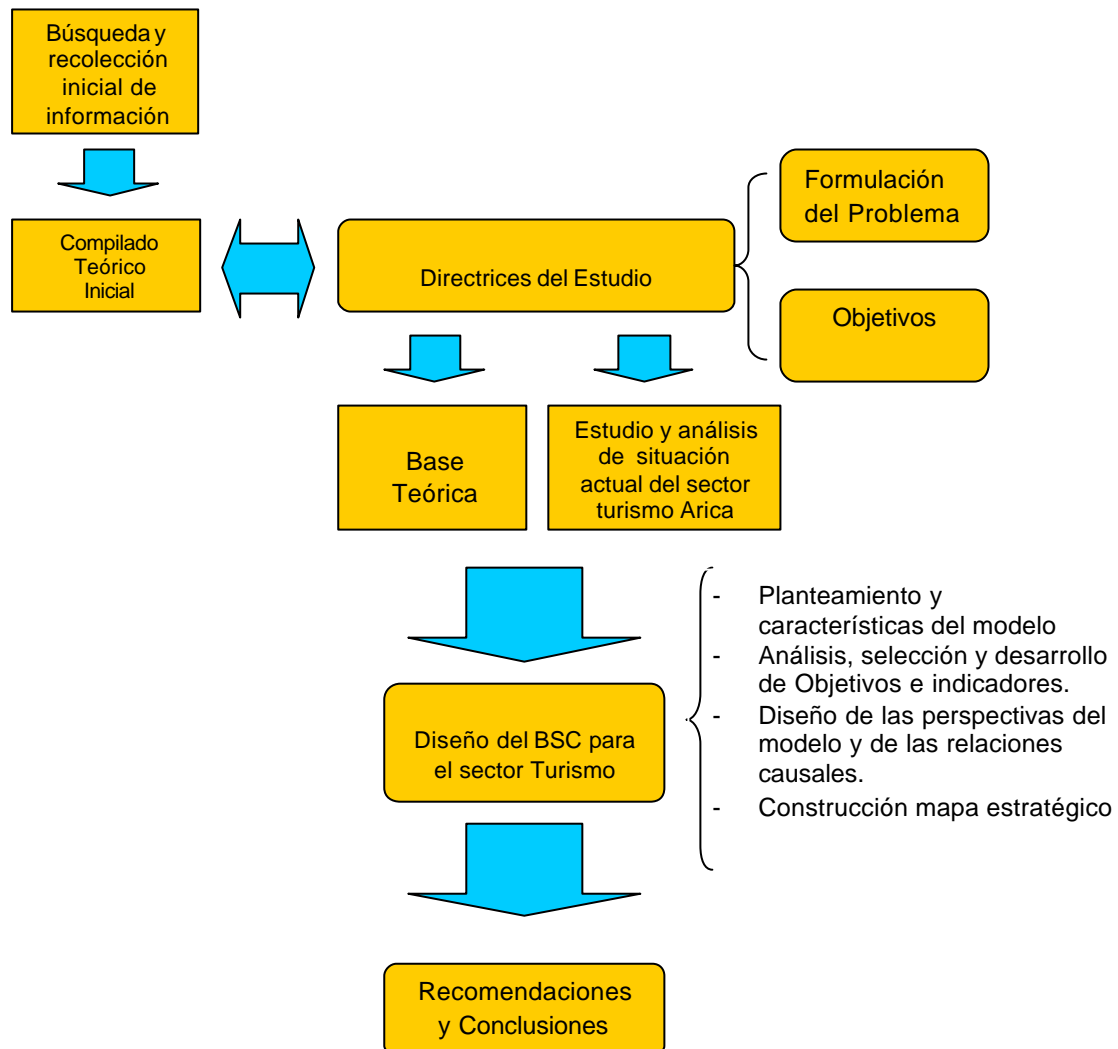 Búsqueda y
recolección
inicial de
información
Compilado
Teórico
Inicial
Directrices del Estudio
Formulación
del Problema
Objetivos
Base
Teórica
Estudio y análisis
de situación
actual del sector
turismo Arica
Diseño del BSC para
el sector Turismo
- Planteamiento y
características del modelo
- Análisis, selección y desarrollo
de Objetivos e indicadores.
- Diseño de las perspectivas del
modelo y de las relaciones
causales.
- Construcción mapa estratégico
Recomendaciones
y Conclusiones